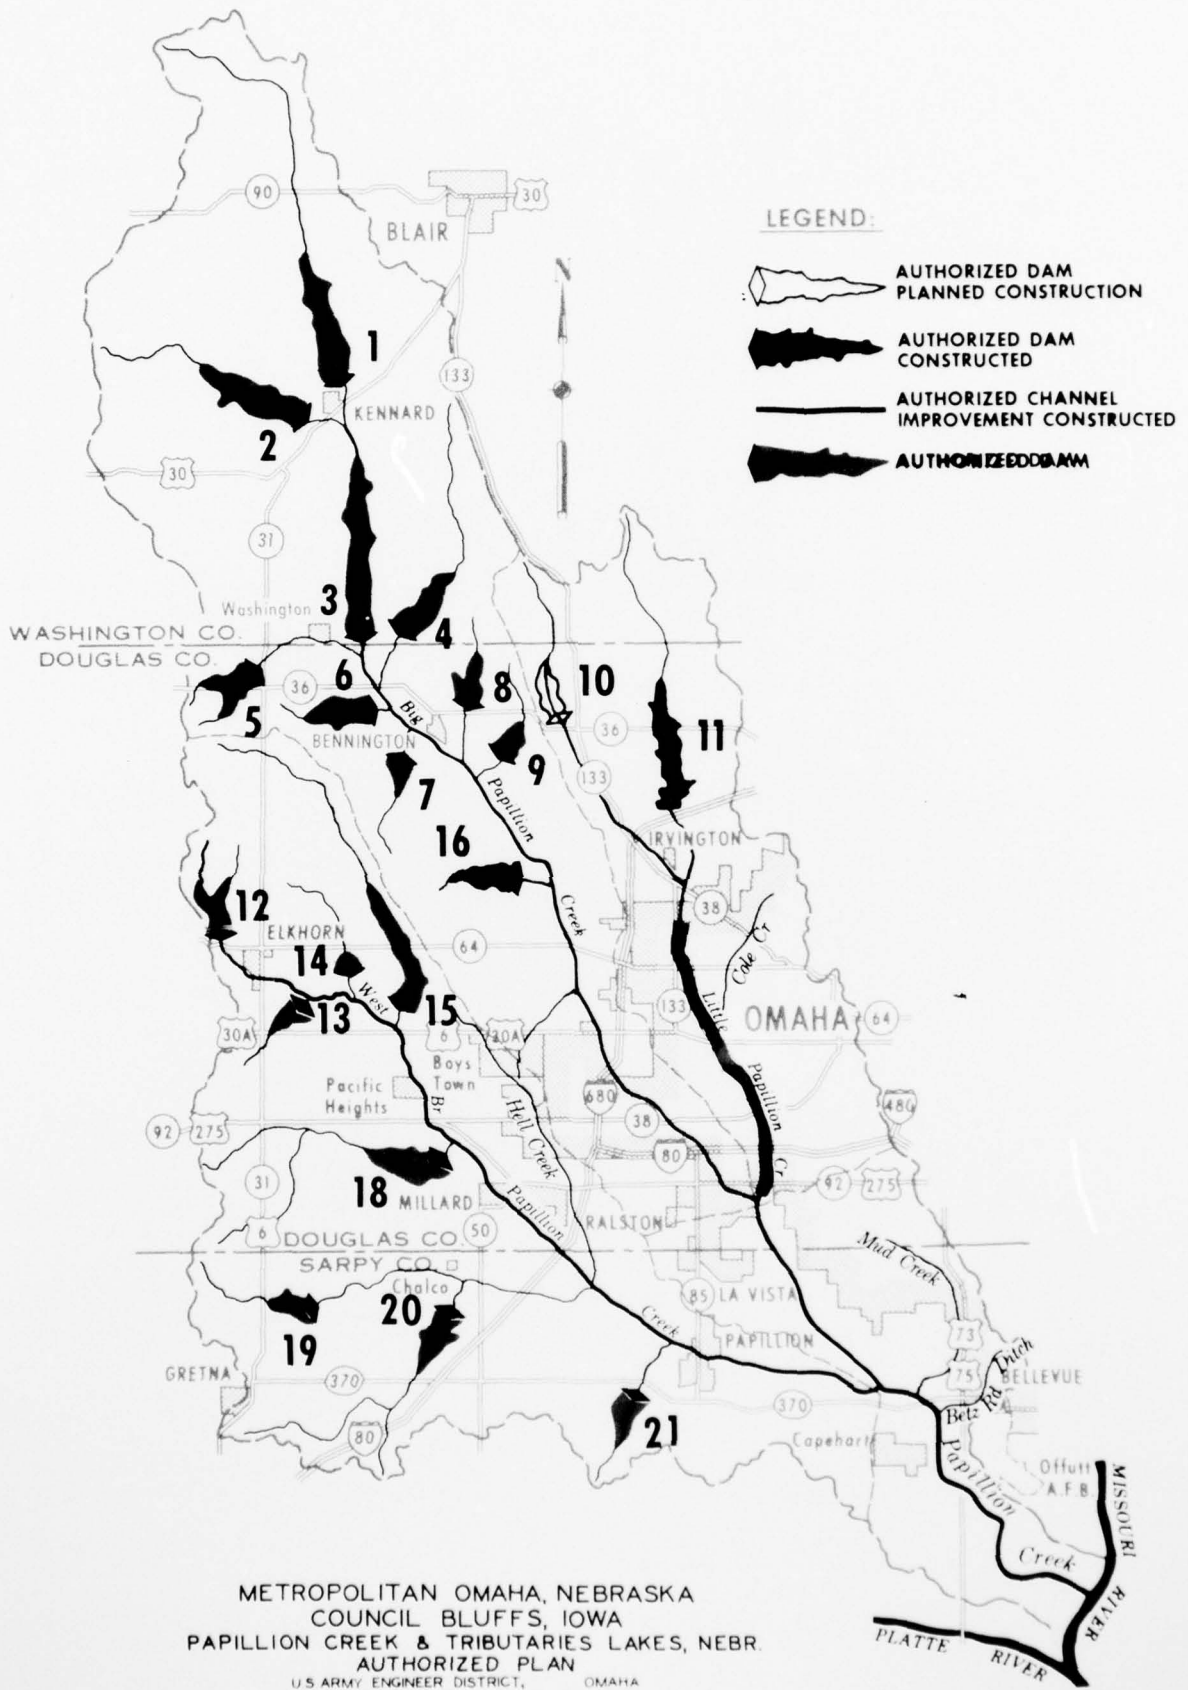 90
30
BLAIR
LEGEND:
AUTHORIZED DAM
PLANNED CONSTRUCTION
N
AUTHORIZED DAM
CONSTRUCTED
1
133
AUTHORIZED CHANNEL
IMPROVEMENT CONSTRUCTED
KENNARD
2
30
31
3
Washington
4
WASHINGTON CO.
DOUGLAS CO.
6
36
5
8
10
Big
BENNINGTON
36
11
9
7
133
Papillion
16
IRVINGTON
12
38
Creek
ELKHORN
64
14
Cole Cr
West
13
15
133
Little
OMAHA
64
30A
6
30A
Boys
Town
Pacific
Heights
Papillion
680
480
Br
Hell Creek
38
92
275
80
Cr
31
18
MILLARD
92
275
Papillion
RALSTON
6
DOUGLAS CO.
50
SARPY CO.
Mud Creek
Chalco
85
LA VISTA
19
20
Creek
73
PAPILLION
GRETNA
370
75
Ditch
BELLEVUE
370
Betz Rd
80
21
Capehart
Papillion
Offutt
A.F.B
MISSOURI
RIVER
Creek
METROPOLITAN OMAHA, NEBRASKA
COUNCIL BLUFFS, IOWA
PAPILLION CREEK & TRIBUTARIES LAKES, NEBR.
AUTHORIZED PLAN
U.S ARMY ENGINEER DISTRICT, OMAHA
PLATTE RIVER